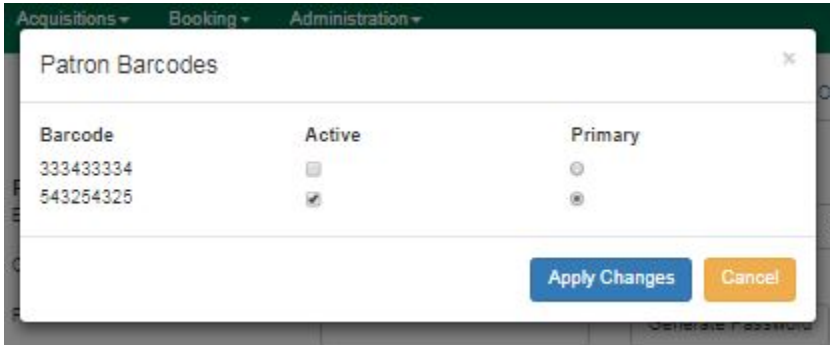 Acquisitions Booking Administration
Patron Barcodes ×
Barcode Active Primary
333433334
543254325
Apply Changes Cancel
Generate Password